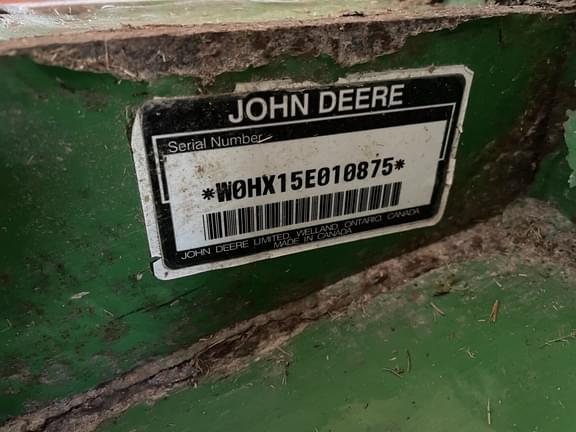 JOHN DEERE
Serial Number
*W0HX15E010875*
JOHN DEERE LIMITED, WELLAND, ONTARIO, CANADA
MADE IN CANADA